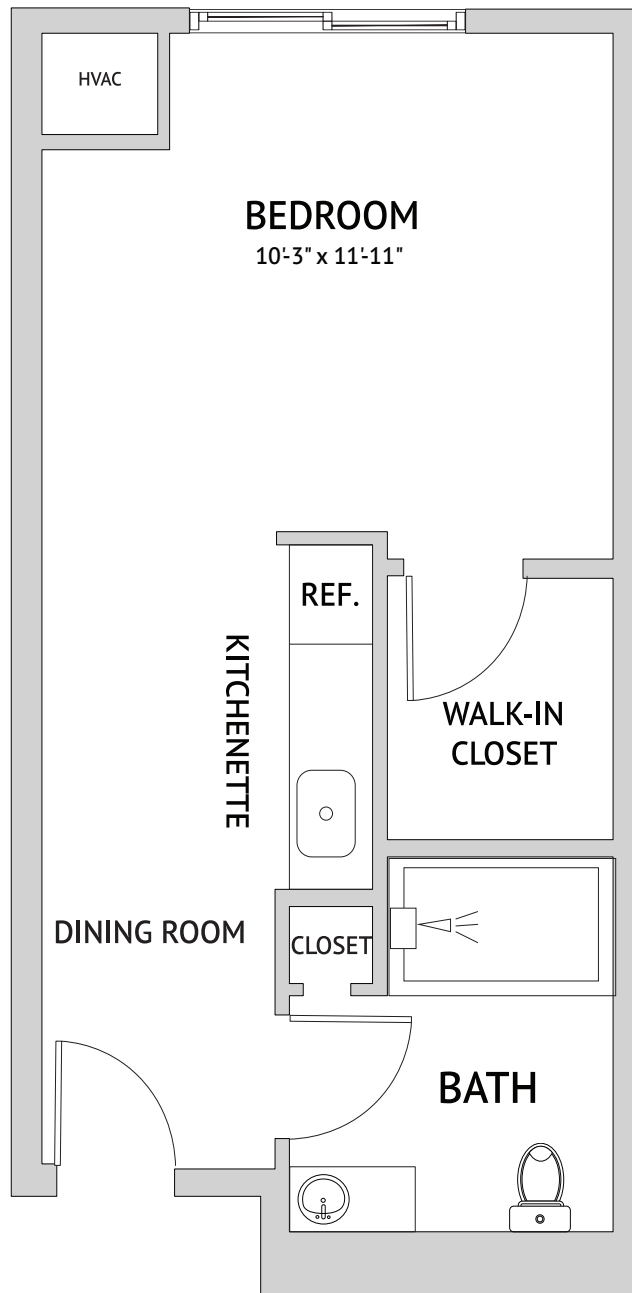 HVAC
BEDROOM
10'-3" x 11'-11"
REF.
KITCHENETTE
WALK-IN
CLOSET
DINING ROOM
CLOSET
BATH